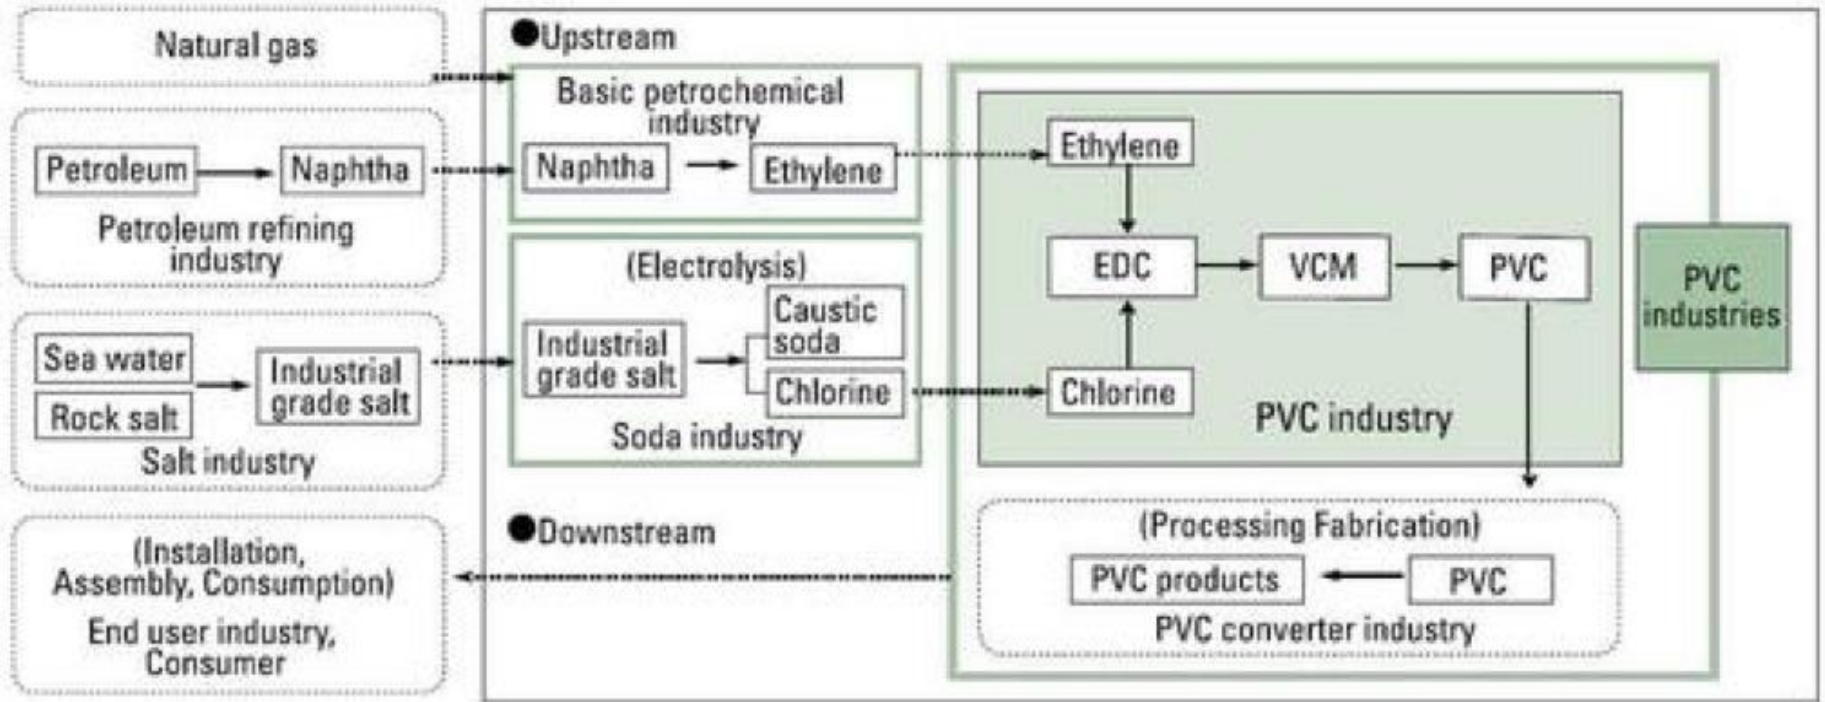 Natural gas
Petroleum
Naphtha
Petroleum refining
industry
Sea water
Rock salt
Industrial
grade salt
Salt industry
(Installation,
Assembly, Consumption)
End user industry,
Consumer
●Upstream
Basic petrochemical
industry
Naphtha
Ethylene
(Electrolysis)
Industrial
grade salt
Caustic
soda
Chlorine
Soda industry
●Downstream
Ethylene
EDC
VCM
PVC
Chlorine
PVC industry
(Processing Fabrication)
PVC products
PVC
PVC converter industry
PVC
industries